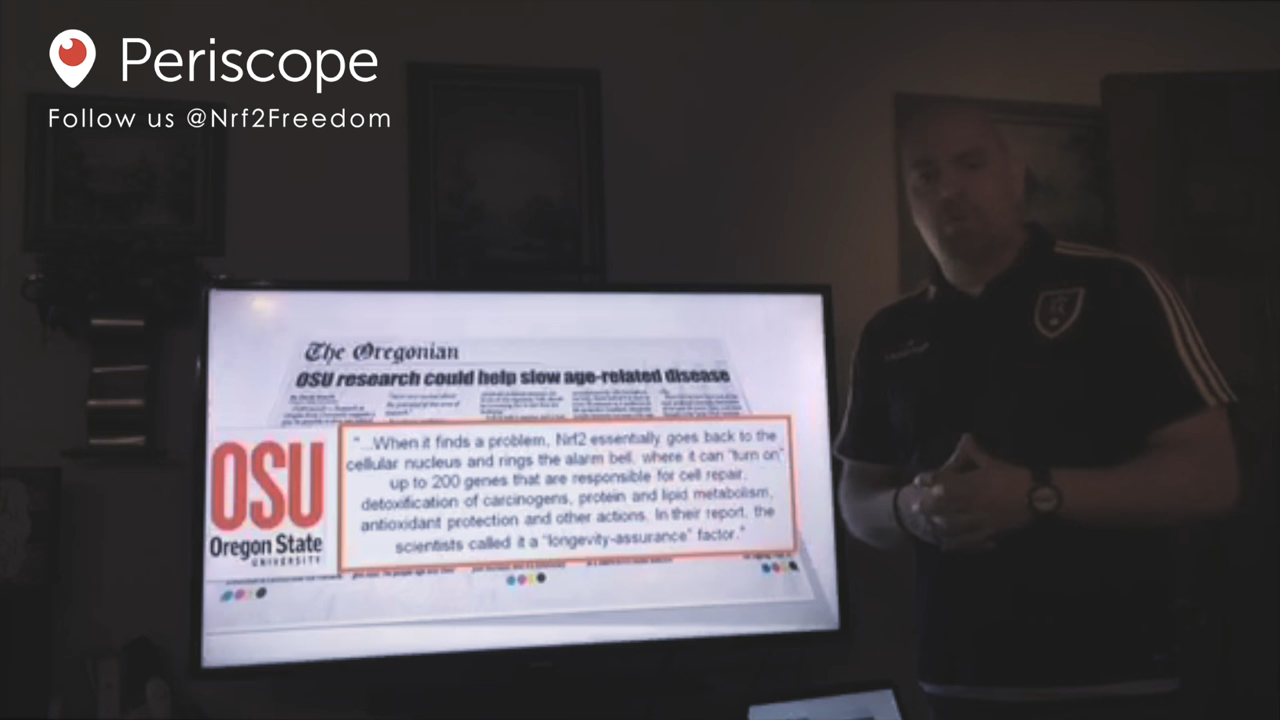 Periscope
Follow us @Nrf2Freedom
The Oregonian
OSU research could help slow age-related disease
OSU
Oregon State
UNIVERSITY
"...When it finds a problem, Nrf2 essentially goes back to the
cellular nucleus and rings the alarm bell, where it can "turn on"
up to 200 genes that are responsible for cell repair,
detoxification of carcinogens, protein and lipid metabolism,
antioxidant protection and other actions. In their report, the
scientists called it a "longevity-assurance" factor."